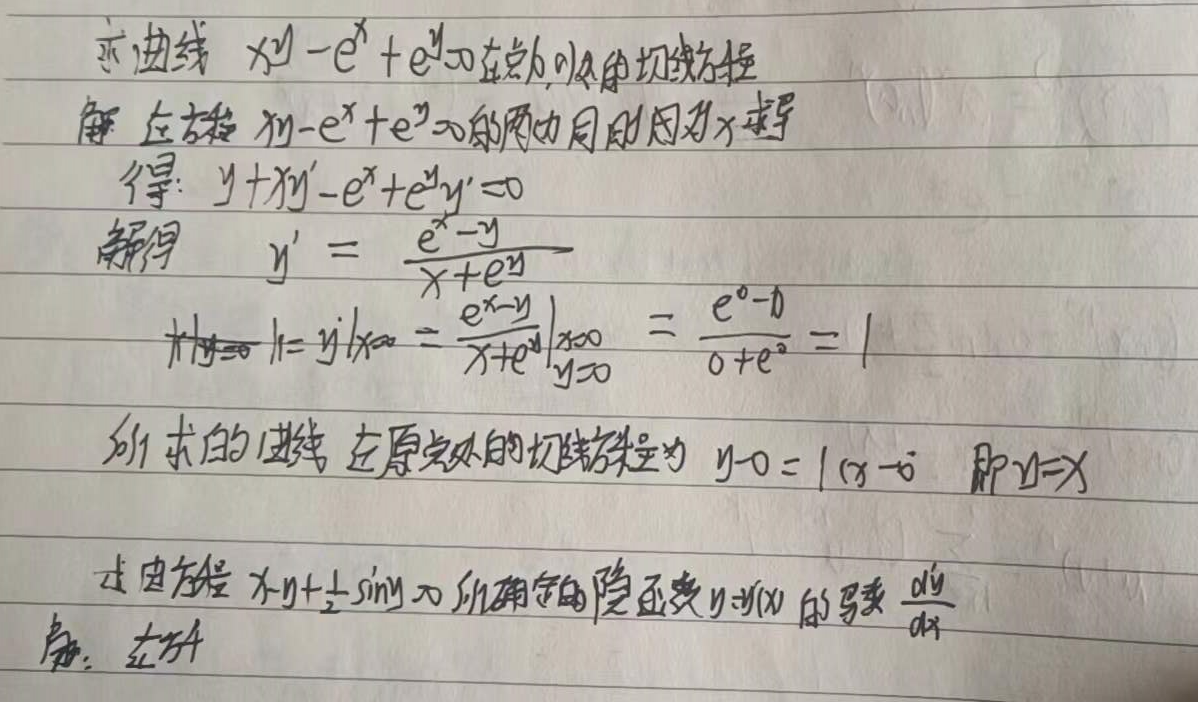 求曲线 xy-e^x+e^y=0在点(0,0)处的切线方程
解 在方程 xy-e^x+e^y=0的两边同时对x求导
得: y+xy'-e^x+e^y y'=0
解得 y' = \frac{e^x-y}{x+e^y}
k= y'|x=0 = \frac{e^x-y}{x+e^y}|x=0 y=0 = \frac{e^0-0}{0+e^0} = 1
所求的曲线 在原点处的切线方程为 y-0=1(x-0 即y=x
求由方程 x-y+\frac{1}{2}siny=0 所确定的隐函数y=y(x) 的导数 \frac{dy}{dx}
解: 在方